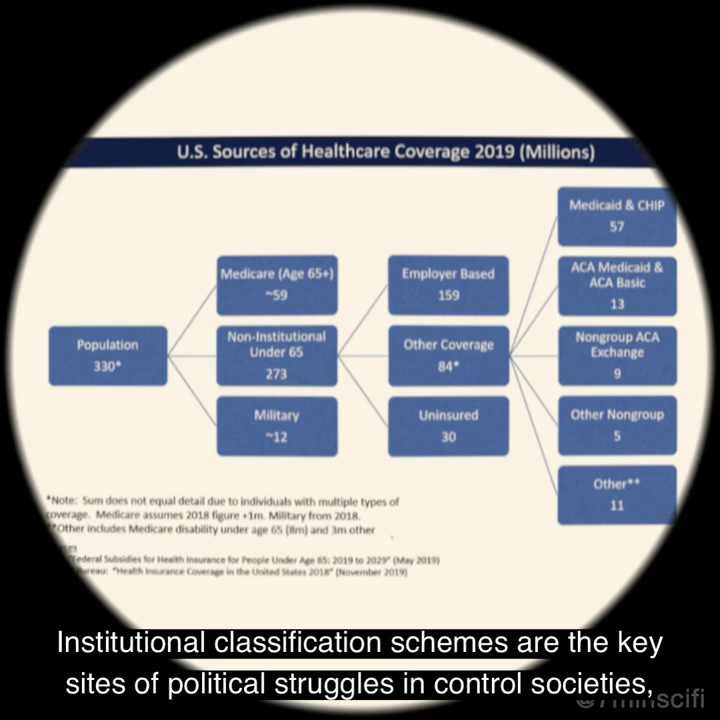 U.S. Sources of Healthcare Coverage 2019 (Millions)
Population
330*
Medicare (Age 65+)
~59
Non-Institutional
Under 65
273
Military
~12
Employer Based
159
Other Coverage
84*
Uninsured
30
Medicaid & CHIP
57
ACA Medicaid &
ACA Basic
13
Nongroup ACA
Exchange
9
Other Nongroup
5
Other**
11
*Note: Sum does not equal detail due to individuals with multiple types of
coverage. Medicare assumes 2018 figure +1m. Military from 2018.
*Other includes Medicare disability under age 65 (8m) and 3m other
"Federal Subsidies for Health Insurance for People Under Age 65: 2019 to 2029" (May 2019)
"Health Insurance Coverage in the United States 2018" (November 2019)
Institutional classification schemes are the key
sites of political struggles in control societies,